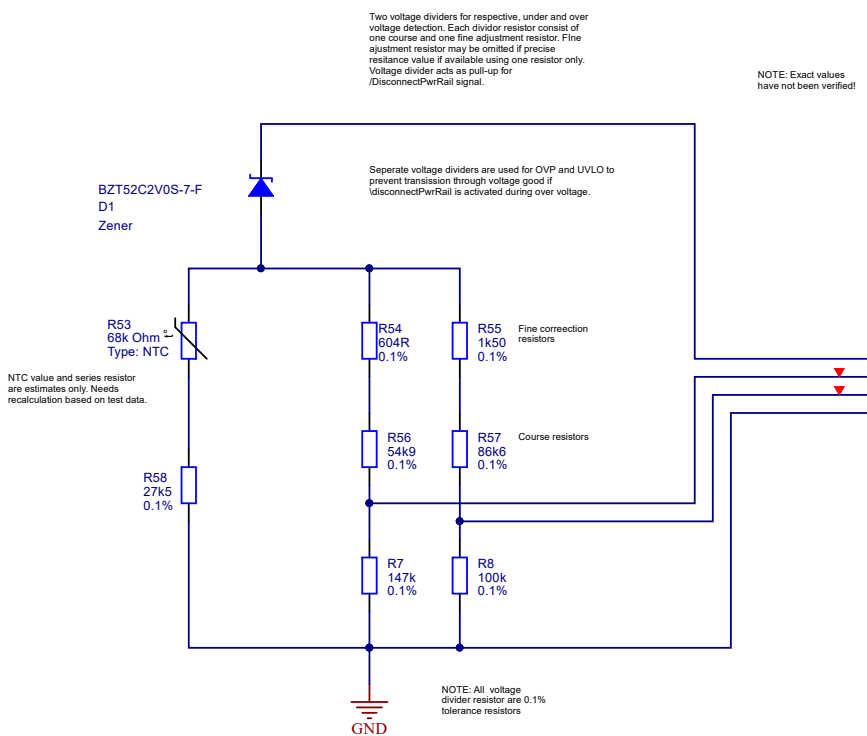 Two voltage dividers for respective, under and over
voltage detection. Each dividor resistor consist of
one course and one fine adjustment resistor. FIne
ajustment resistor may be omitted if precise
resitance value if available using one resistor only.
Voltage divider acts as pull-up for
/DisconnectPwrRail signal.
NOTE: Exact values
have not been verified!
Seperate voltage dividers are used for OVP and UVLO to
prevent transission through voltage good if
\disconnectPwrRail is activated during over voltage.
BZT52C2V0S-7-F
D1
Zener
R53
68k Ohm
Type: NTC
t°
R54
604R
0.1%
R55
1k50
0.1%
Fine correection
resistors
NTC value and series resistor
are estimates only. Needs
recalculation based on test data.
R56
54k9
0.1%
R57
86k6
0.1%
Course resistors
R58
27k5
0.1%
R7
147k
0.1%
R8
100k
0.1%
NOTE: All voltage
divider resistor are 0.1%
tolerance resistors
GND